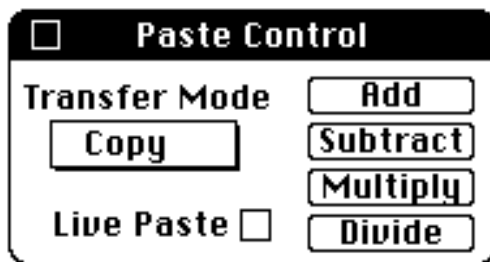 Paste Control
Transfer Mode
Copy
Live Paste
Add
Subtract
Multiply
Divide